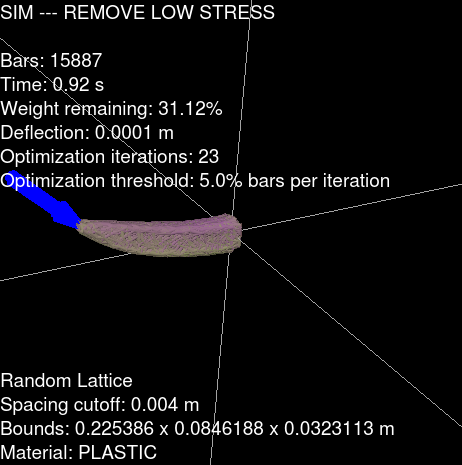 SIM --- REMOVE LOW STRESS
Bars: 15887
Time: 0.92 s
Weight remaining: 31.12%
Deflection: 0.0001 m
Optimization iterations: 23
Optimization threshold: 5.0% bars per iteration
Random Lattice
Spacing cutoff: 0.004 m
Bounds: 0.225386 x 0.0846188 x 0.0323113 m
Material: PLASTIC